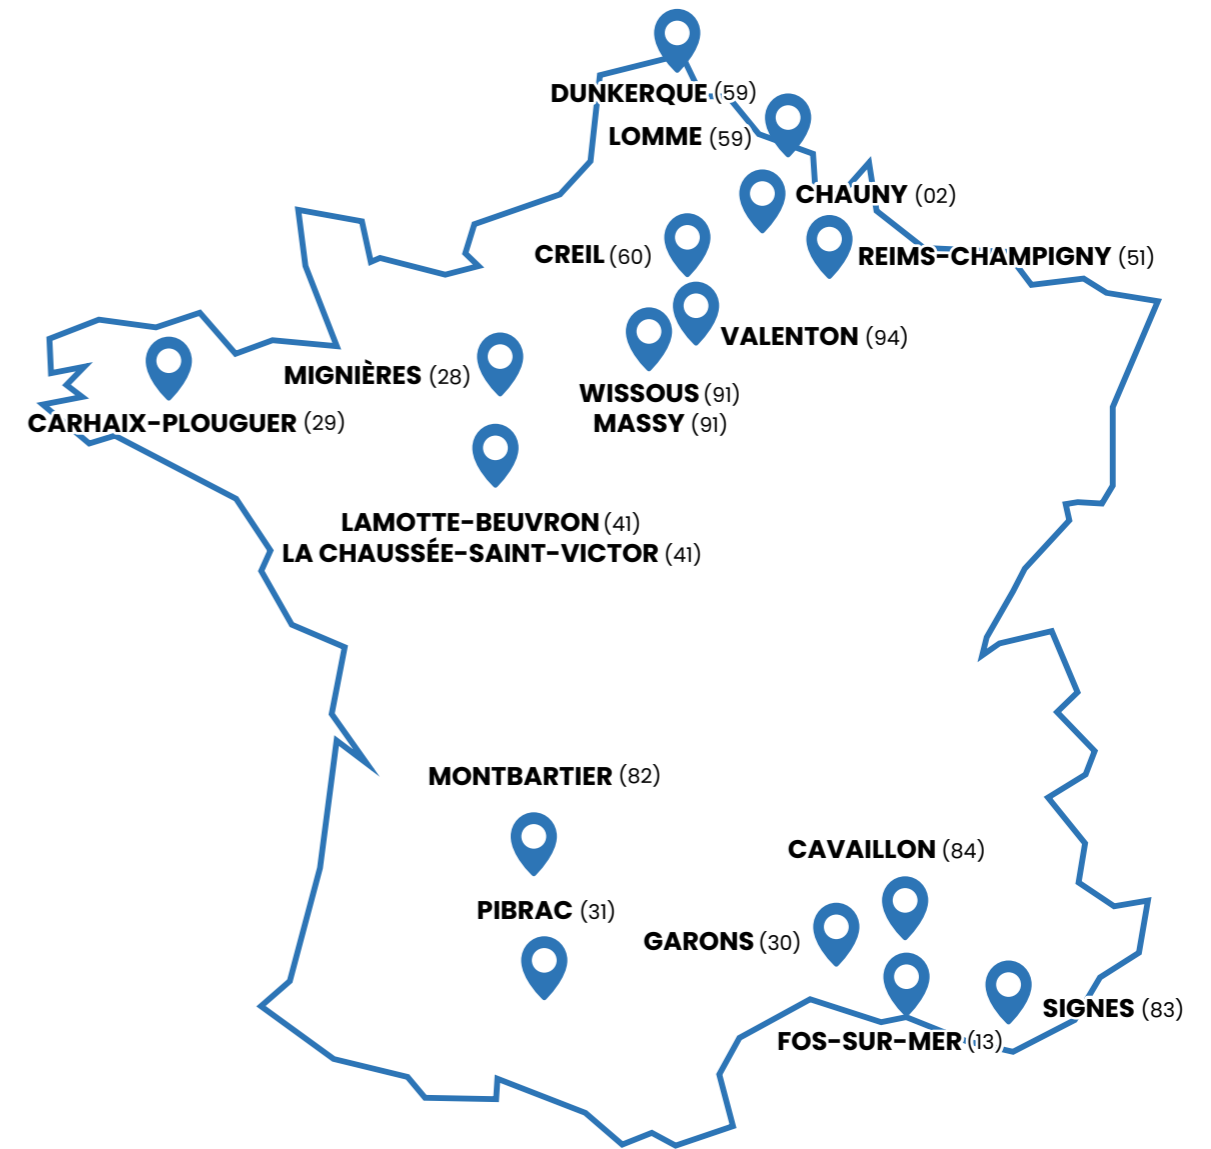 DUNKERQUE (59)
LOMME (59)
CHAUNY (02)
CREIL (60)
REIMS-CHAMPIGNY (51)
VALENTON (94)
MIGNIÈRES (28)
WISSOUS (91)
MASSY (91)
CARHAIX-PLOUGUER (29)
LAMOTTE-BEUVRON (41)
LA CHAUSSÉE-SAINT-VICTOR (41)
MONTBARTIER (82)
CAVAILLON (84)
PIBRAC (31)
GARONS (30)
SIGNES (83)
FOS-SUR-MER (13)